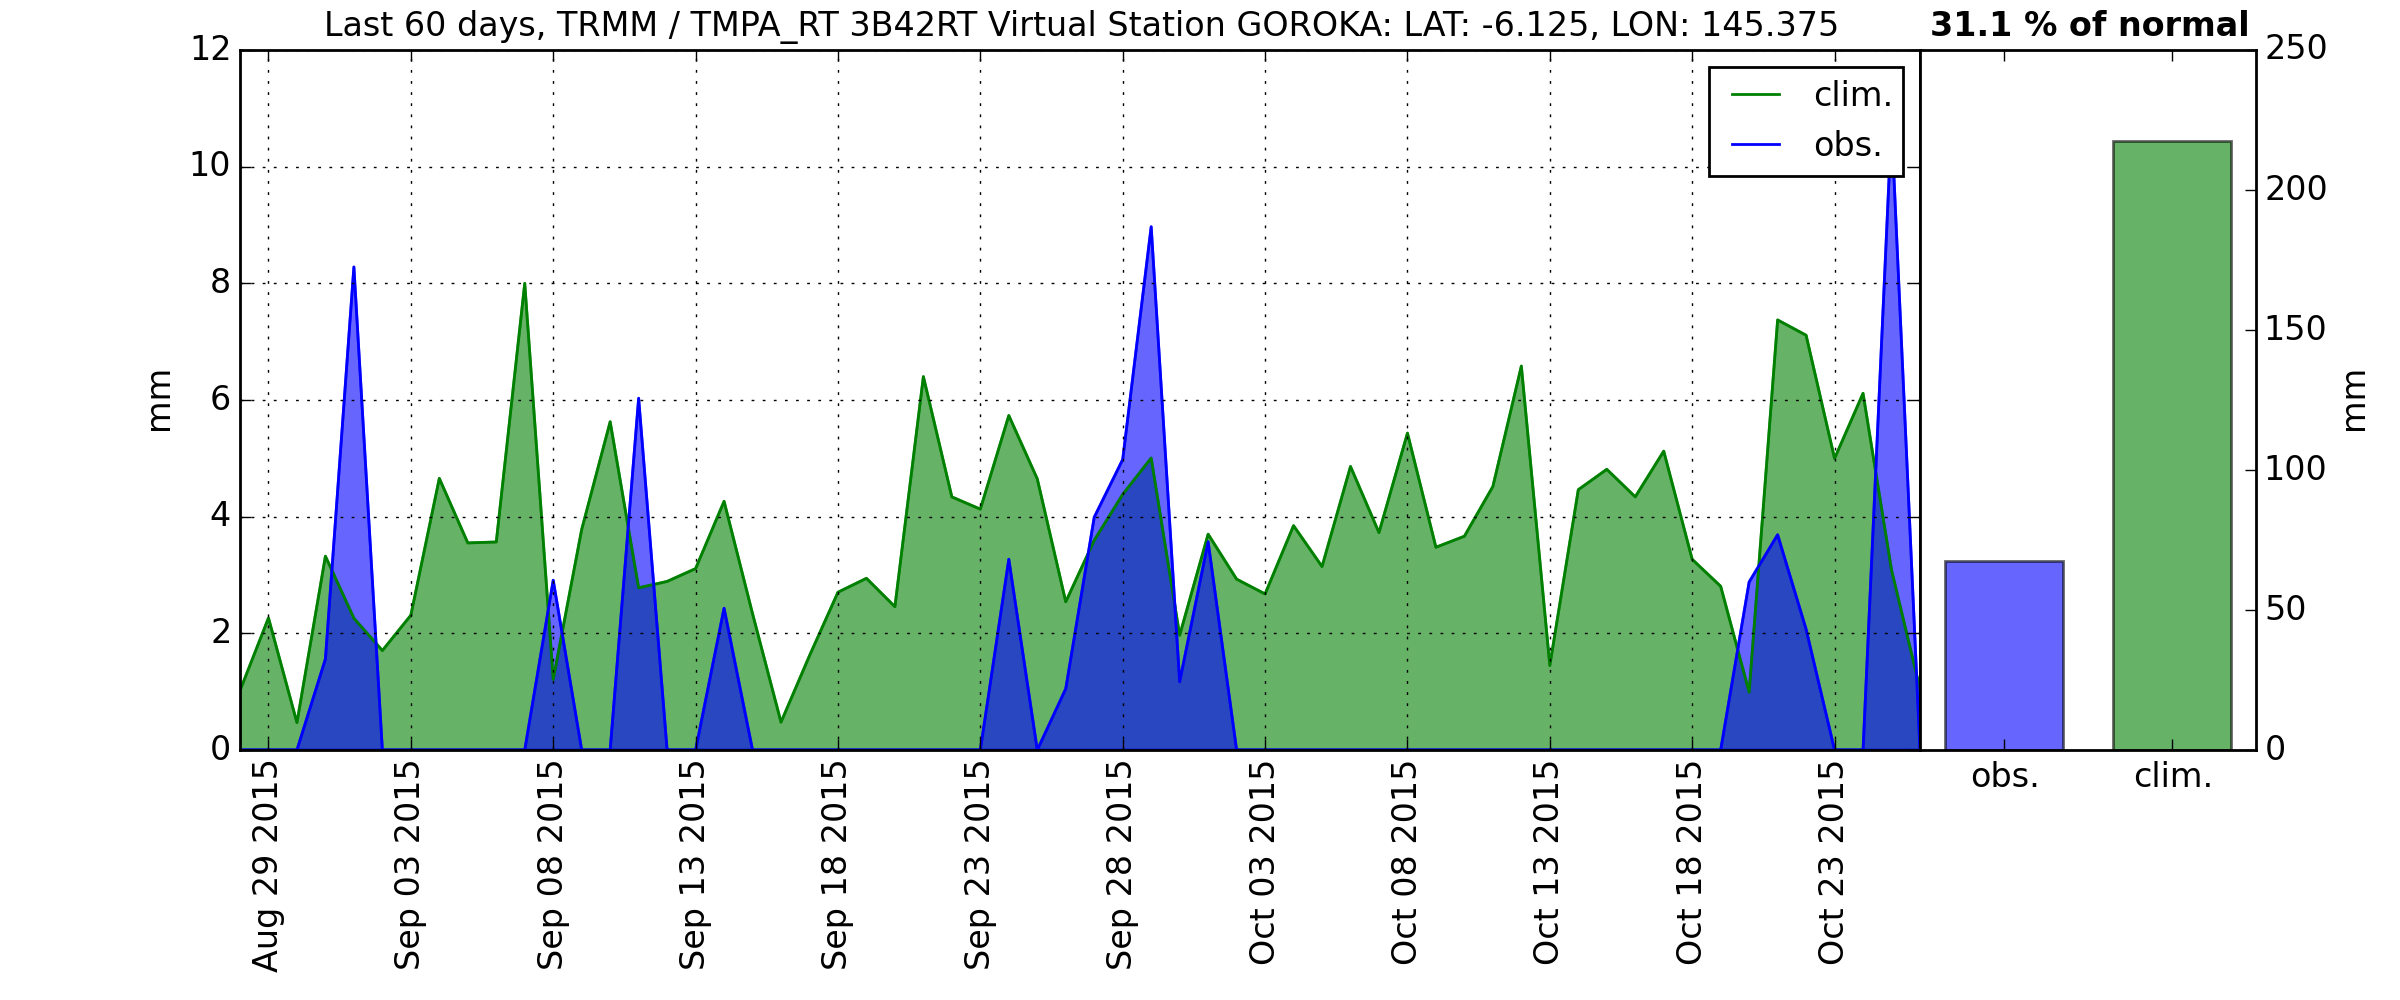 Last 60 days, TRMM / TMPA_RT 3B42RT Virtual Station GOROKA: LAT: -6.125, LON: 145.375
31.1 % of normal
12
10
8
6
4
2
0
mm
clim.
obs.
250
200
150
100
50
0
mm
Aug 29 2015
Sep 03 2015
Sep 08 2015
Sep 13 2015
Sep 18 2015
Sep 23 2015
Sep 28 2015
Oct 03 2015
Oct 08 2015
Oct 13 2015
Oct 18 2015
Oct 23 2015
obs.
clim.